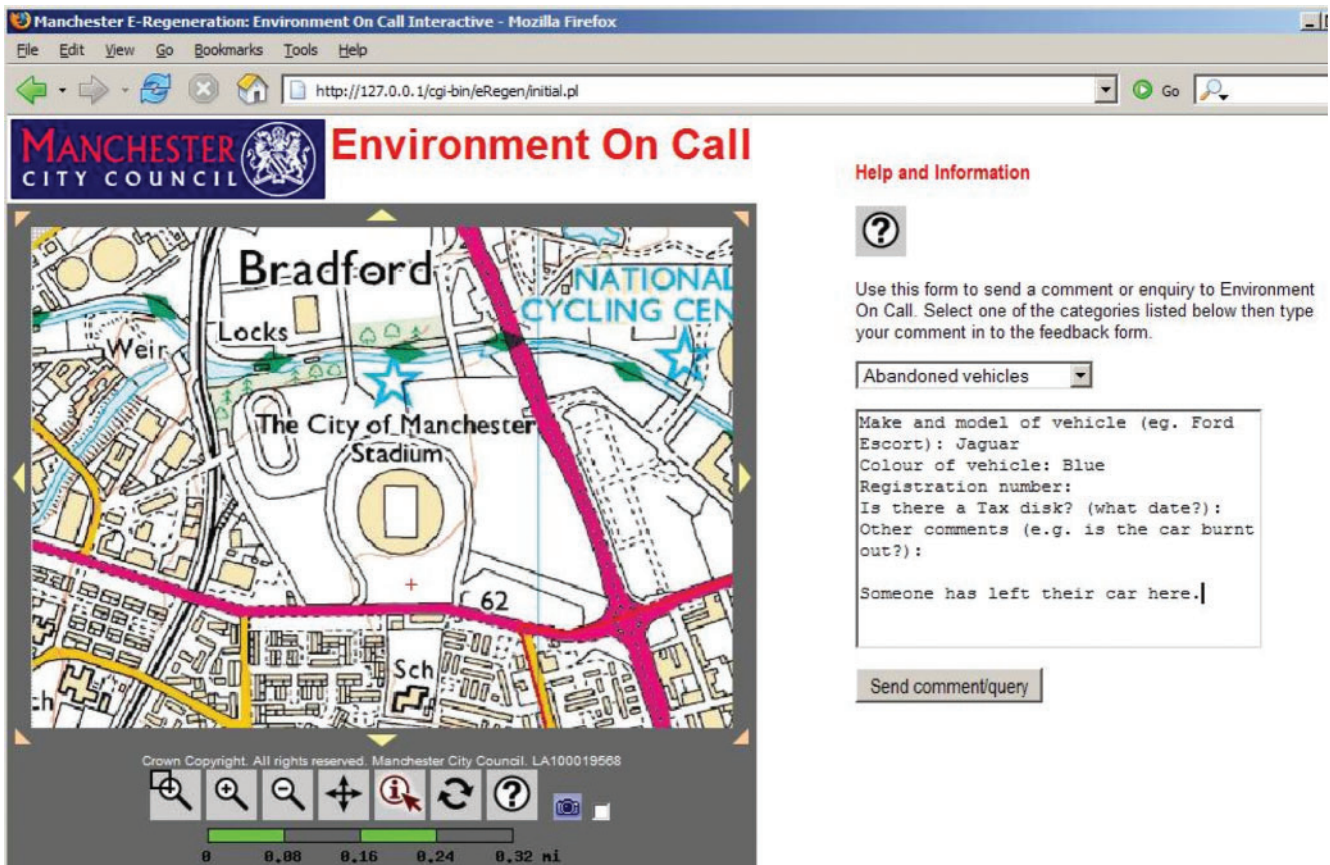 Manchester E-Regeneration: Environment On Call Interactive - Mozilla Firefox
File Edit View Go Bookmarks Tools Help
http://127.0.0.1/cgi-bin/eRegen/initial.pl
Go
MANCHESTER
CITY COUNCIL
Environment On Call
Bradford
NATIONAL
CYCLING CEN
Locks
Weir
The City of Manchester
Stadium
62
Sch
ch
Crown Copyright. All rights reserved. Manchester City Council. LA100019568
0 0.08 0.16 0.24 0.32 mi
Help and Information
Use this form to send a comment or enquiry to Environment
On Call. Select one of the categories listed below then type
your comment in to the feedback form.
Abandoned vehicles
Make and model of vehicle (eg. Ford
Escort): Jaguar
Colour of vehicle: Blue
Registration number:
Is there a Tax disk? (what date?):
Other comments (e.g. is the car burnt
out?):
Someone has left their car here.
Send comment/query